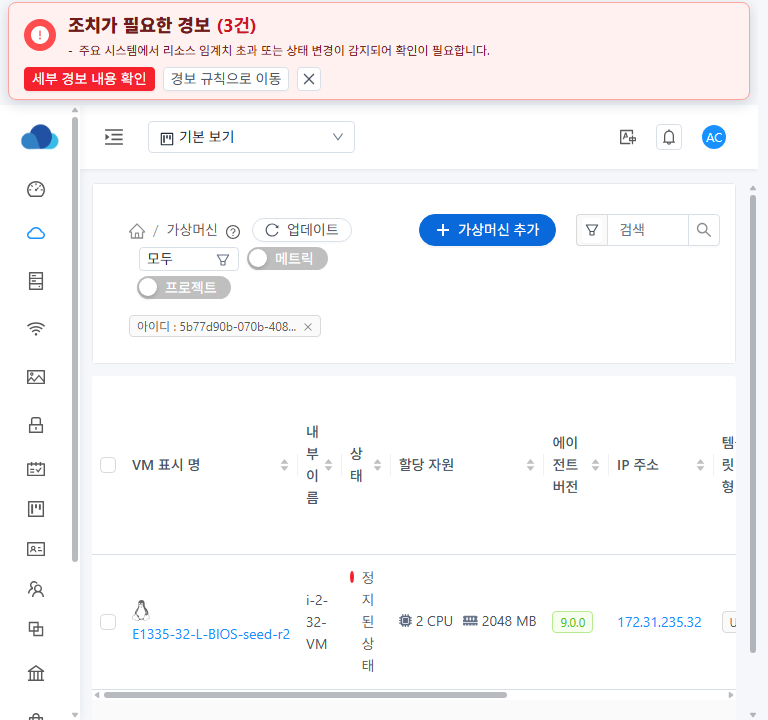 조치가 필요한 경보 (3건)
- 주요 시스템에서 리소스 임계치 초과 또는 상태 변경이 감지되어 확인이 필요합니다.
세부 경보 내용 확인
경보 규칙으로 이동
기본 보기
AC
/ 가상머신
업데이트
가상머신 추가
검색
모두
메트릭
프로젝트
아이디 : 5b77d90b-070b-408...
VM 표시 명
내
부
이
름
상
태
할당 자원
에이
전트
버전
IP 주소
템
릿
형
E1335-32-L-BIOS-seed-r2
i-2-
32-
VM
정
지
된
상
태
2 CPU
2048 MB
9.0.0
172.31.235.32
U